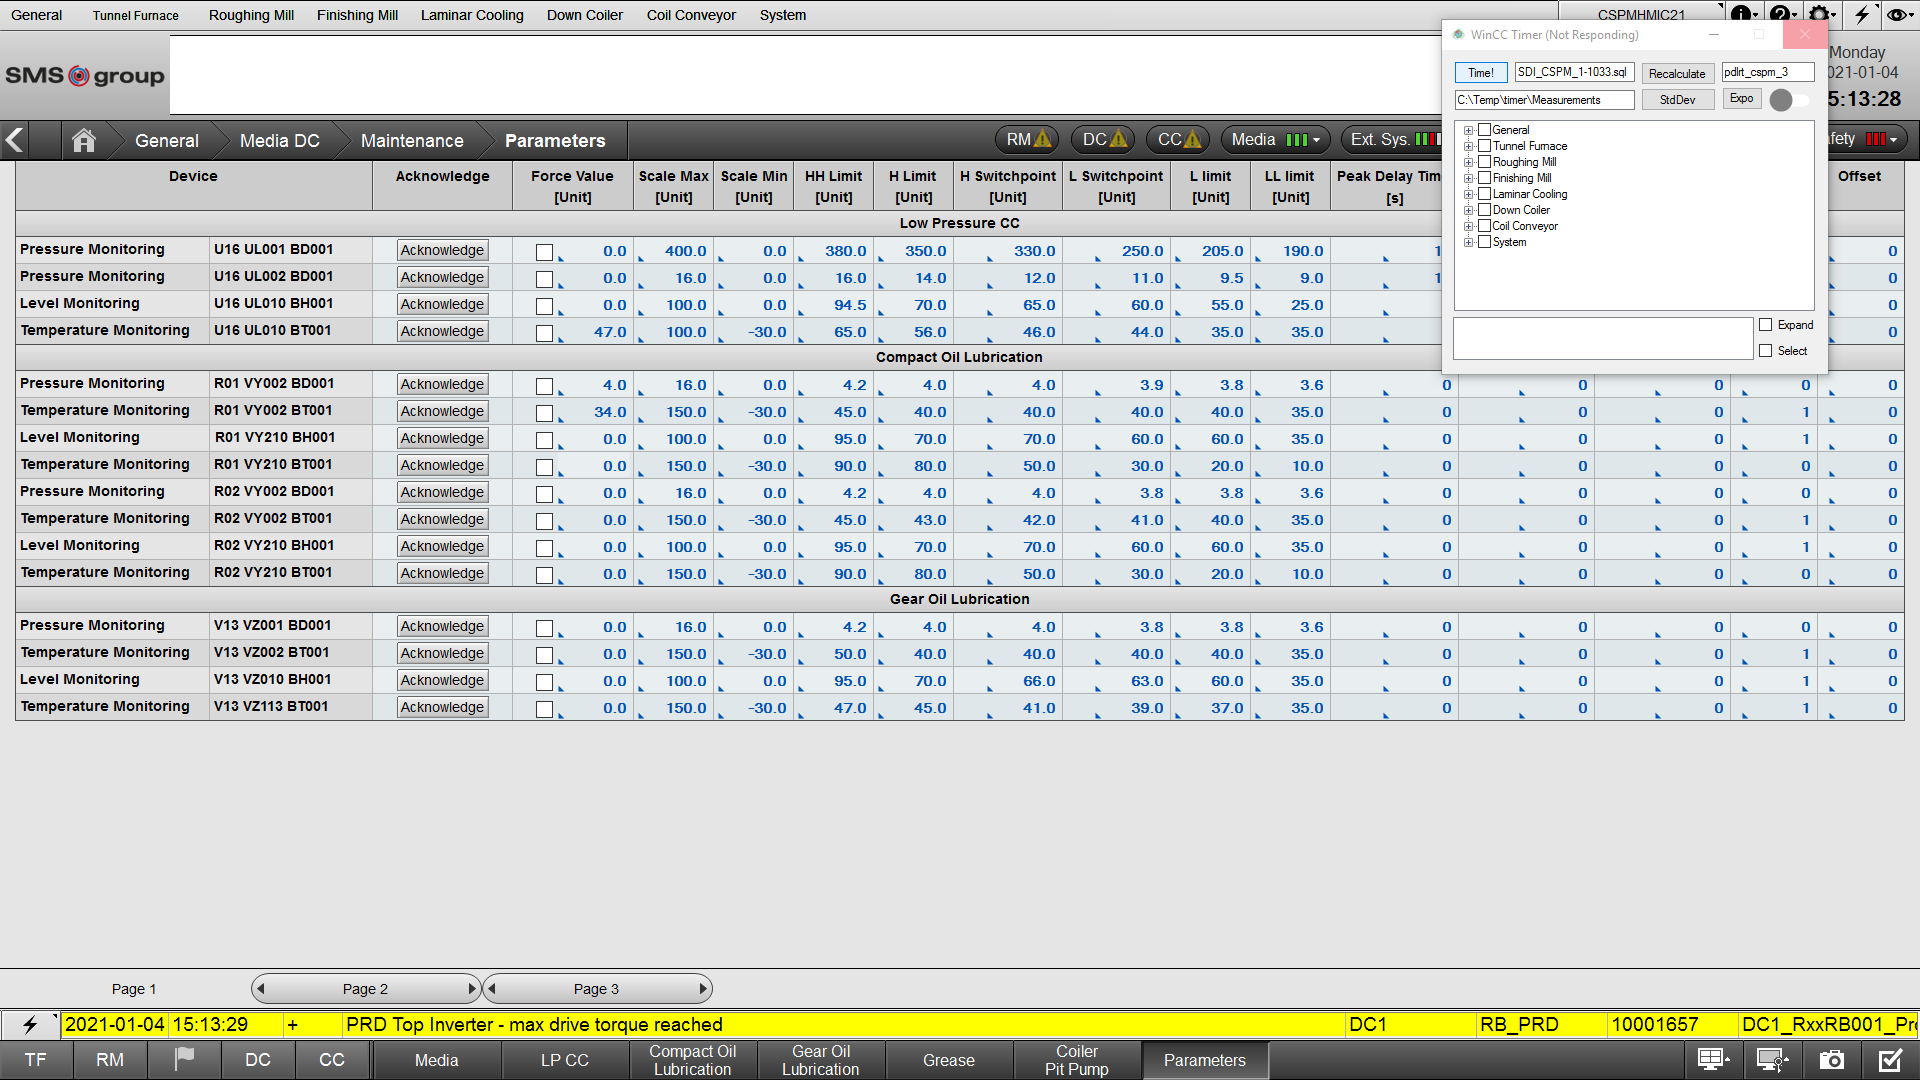 General Tunnel Furnace Roughing Mill Finishing Mill Laminar Cooling Down Coiler Coil Conveyor System CSPMHMIC21
WinCC Timer (Not Responding)
SMS group
Monday
021-01-04
5:13:28
Time! SDI_CSPM_1-1033.sql Recalculate pdlrt_cspm_3
C:\Temp\timer\Measurements StdDev Expo
General
Tunnel Furnace
Roughing Mill
Finishing Mill
Laminar Cooling
Down Coiler
Coil Conveyor
System
Expand
Select
General Media DC Maintenance Parameters RM DC CC Media Ext. Sys. afety
Device Acknowledge Force Value [Unit] Scale Max [Unit] Scale Min [Unit] HH Limit [Unit] H Limit [Unit] H Switchpoint [Unit] L Switchpoint [Unit] L limit [Unit] LL limit [Unit] Peak Delay Tim [s] Offset
Low Pressure CC
Pressure Monitoring U16 UL001 BD001 Acknowledge 0.0 400.0 0.0 380.0 350.0 330.0 250.0 205.0 190.0 1 0
Pressure Monitoring U16 UL002 BD001 Acknowledge 0.0 16.0 0.0 16.0 14.0 12.0 11.0 9.5 9.0 1 0
Level Monitoring U16 UL010 BH001 Acknowledge 0.0 100.0 0.0 94.5 70.0 65.0 60.0 55.0 25.0 0
Temperature Monitoring U16 UL010 BT001 Acknowledge 47.0 100.0 -30.0 65.0 56.0 46.0 44.0 35.0 35.0 0
Compact Oil Lubrication
Pressure Monitoring R01 VY002 BD001 Acknowledge 4.0 16.0 0.0 4.2 4.0 4.0 3.9 3.8 3.6 0 0 0 0 0
Temperature Monitoring R01 VY002 BT001 Acknowledge 34.0 150.0 -30.0 45.0 40.0 40.0 40.0 40.0 35.0 0 0 0 1 0
Level Monitoring R01 VY210 BH001 Acknowledge 0.0 100.0 0.0 95.0 70.0 70.0 60.0 60.0 35.0 0 0 0 1 0
Temperature Monitoring R01 VY210 BT001 Acknowledge 0.0 150.0 -30.0 90.0 80.0 50.0 30.0 20.0 10.0 0 0 0 0 0
Pressure Monitoring R02 VY002 BD001 Acknowledge 0.0 16.0 0.0 4.2 4.0 4.0 3.8 3.8 3.6 0 0 0 0 0
Temperature Monitoring R02 VY002 BT001 Acknowledge 0.0 150.0 -30.0 45.0 43.0 42.0 41.0 40.0 35.0 0 0 0 1 0
Level Monitoring R02 VY210 BH001 Acknowledge 0.0 100.0 0.0 95.0 70.0 70.0 60.0 60.0 35.0 0 0 0 1 0
Temperature Monitoring R02 VY210 BT001 Acknowledge 0.0 150.0 -30.0 90.0 80.0 50.0 30.0 20.0 10.0 0 0 0 0 0
Gear Oil Lubrication
Pressure Monitoring V13 VZ001 BD001 Acknowledge 0.0 16.0 0.0 4.2 4.0 4.0 3.8 3.8 3.6 0 0 0 0 0
Temperature Monitoring V13 VZ002 BT001 Acknowledge 0.0 150.0 -30.0 50.0 40.0 40.0 40.0 40.0 35.0 0 0 0 1 0
Level Monitoring V13 VZ010 BH001 Acknowledge 0.0 100.0 0.0 95.0 70.0 66.0 63.0 60.0 35.0 0 0 0 1 0
Temperature Monitoring V13 VZ113 BT001 Acknowledge 0.0 150.0 -30.0 47.0 45.0 41.0 39.0 37.0 35.0 0 0 0 1 0
Page 1 Page 2 Page 3
2021-01-04 15:13:29 + PRD Top Inverter - max drive torque reached DC1 RB_PRD 10001657 DC1_RxxRB001_Pr
TF RM DC CC Media LP CC Compact Oil Lubrication Gear Oil Lubrication Grease Coiler Pit Pump Parameters